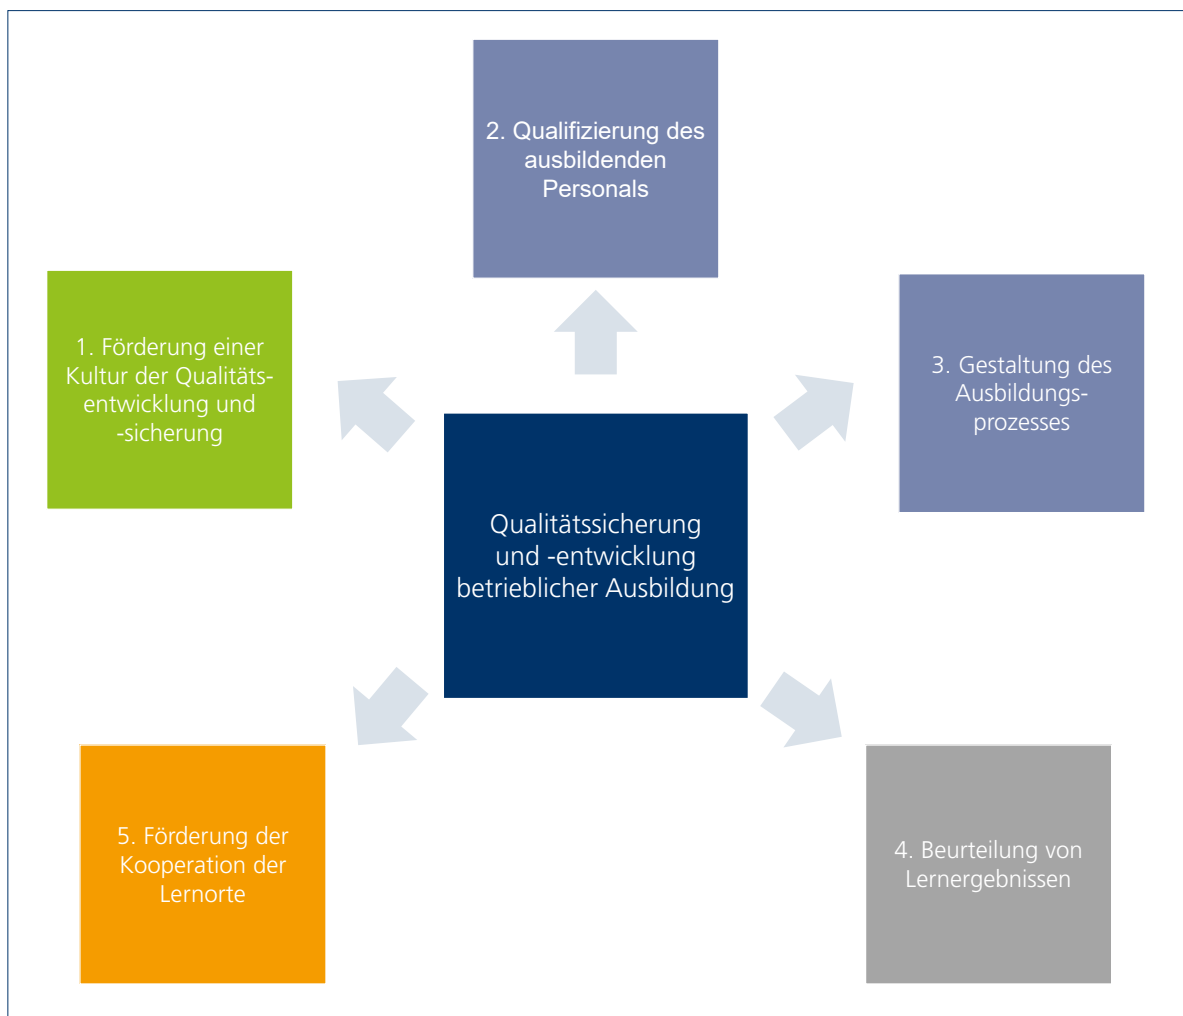 2. Qualifizierung des
ausbildenden
Personals
1. Förderung einer
Kultur der Qualitäts-
entwicklung und
-sicherung
3. Gestaltung des
Ausbildungs-
prozesses
Qualitätssicherung
und -entwicklung
betrieblicher Ausbildung
5. Förderung der
Kooperation der
Lernorte
4. Beurteilung von
Lernergebnissen